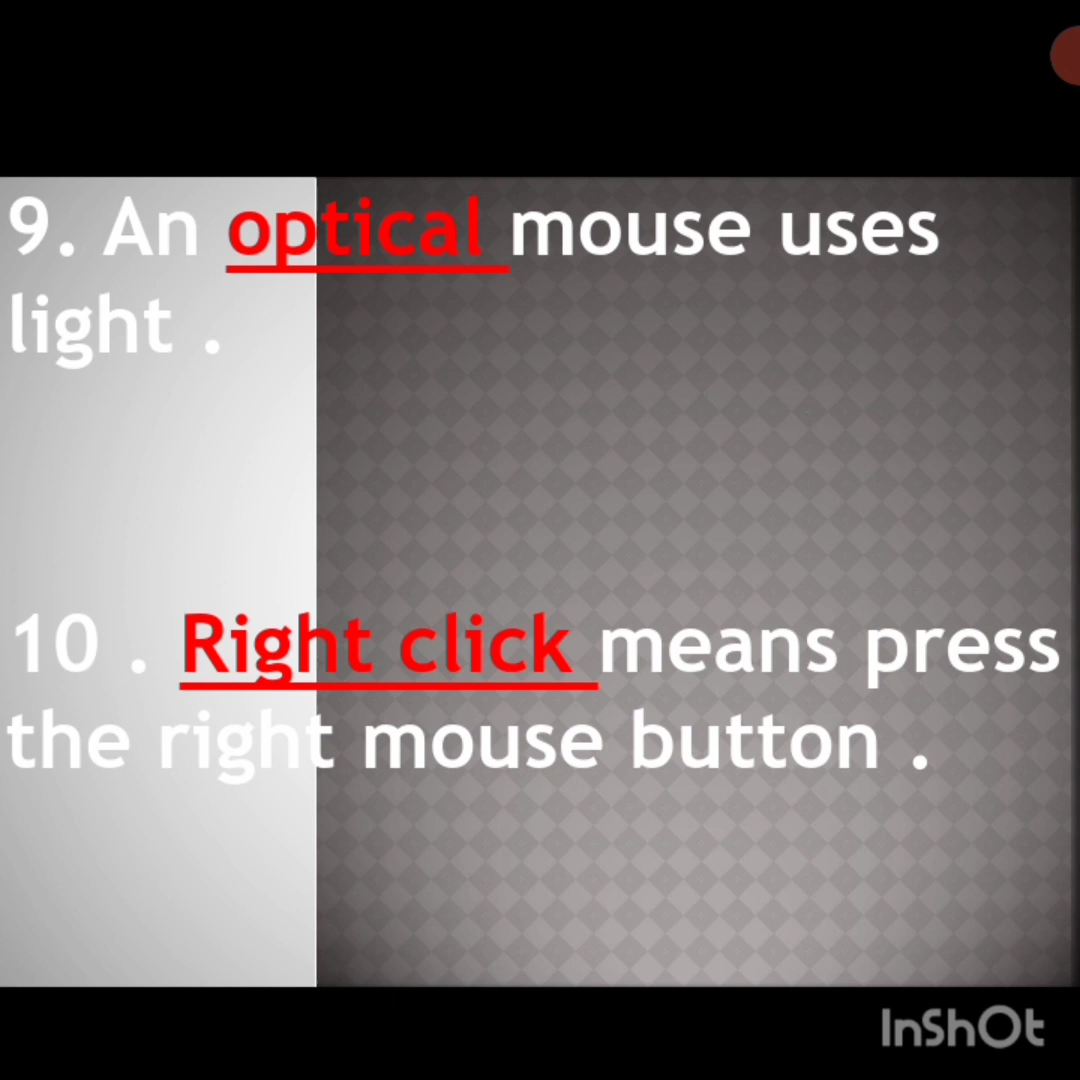 9. An optical mouse uses
light .
10 . Right click means press
the right mouse button .
InShOt